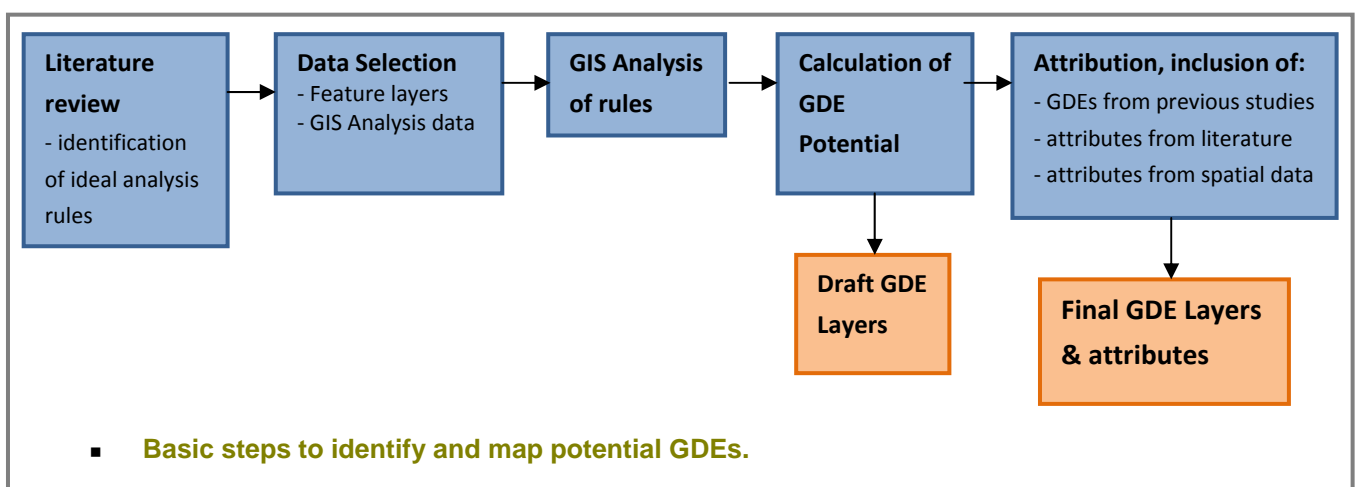 Literature
review
- identification
of ideal analysis
rules
Data Selection
- Feature layers
- GIS Analysis data
GIS Analysis
of rules
Calculation of
GDE
Potential
Attribution, inclusion of:
- GDEs from previous studies
- attributes from literature
- attributes from spatial data
Draft GDE
Layers
Final GDE Layers
& attributes
▪ Basic steps to identify and map potential GDEs.